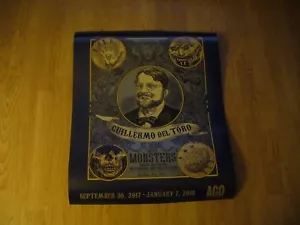 GUILLERMO DEL TORO
MONSTERS
SEPTEMBER 30, 2017 - JANUARY 7, 2018
AGO